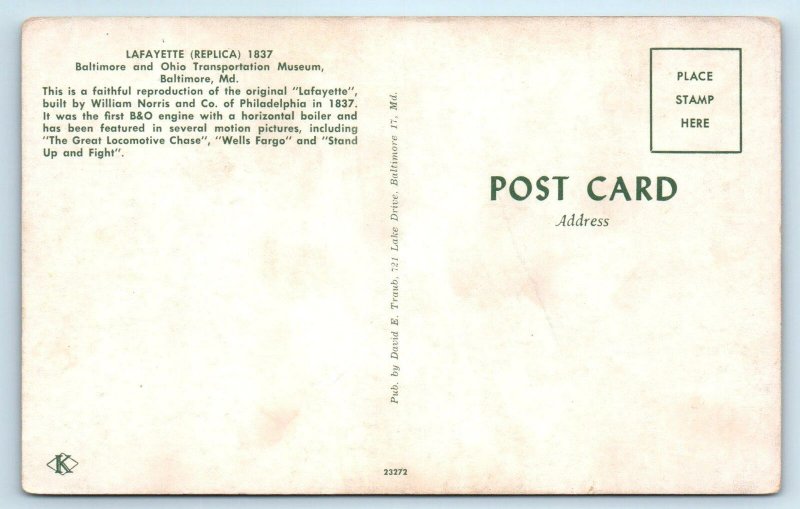 LAFAYETTE (REPLICA) 1837
Baltimore and Ohio Transportation Museum,
Baltimore, Md.
This is a faithful reproduction of the original "Lafayette",
built by William Norris and Co. of Philadelphia in 1837.
It was the first B&O engine with a horizontal boiler and
has been featured in several motion pictures, including
"The Great Locomotive Chase", "Wells Fargo" and "Stand
Up and Fight".
Pub. by David E. Traub, 721 Lake Drive, Baltimore 17, Md.
PLACE
STAMP
HERE
POST CARD
Address
K
23272